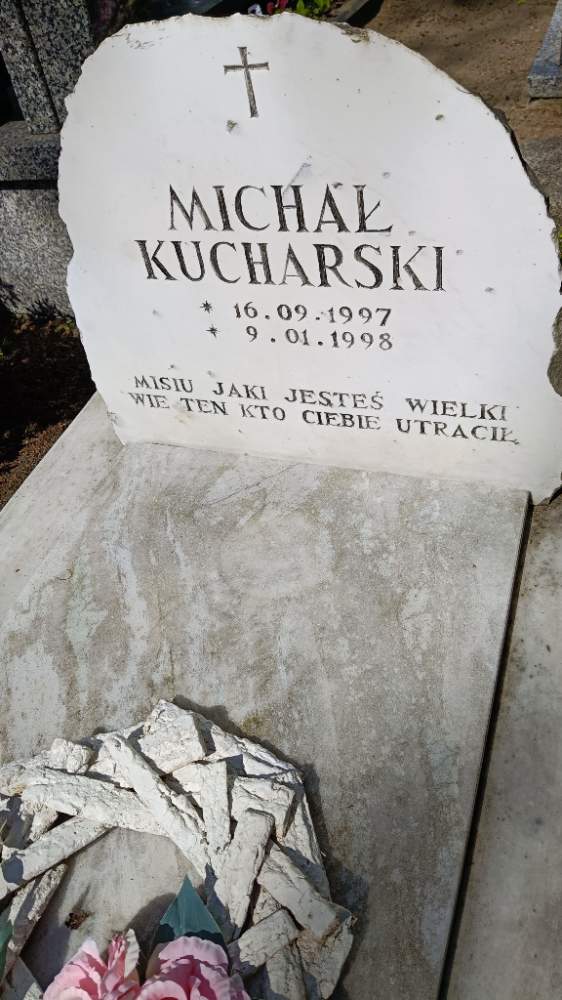 MICHAŁ
KUCHARSKI
* 16.09.1997
* 9.01.1998
MISIU JAKI JESTEŚ WIELKI
WIE TEN KTO CIEBIE UTRACIŁ